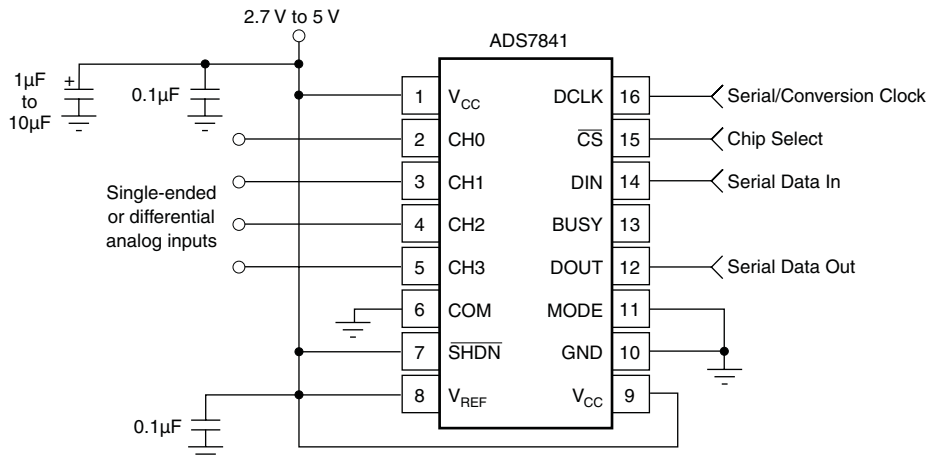 2.7 V to 5 V
ADS7841
1µF
to
10µF
+
0.1µF
1 V_CC DCLK 16 Serial/Conversion Clock
2 CH0 C̅S̅ 15 Chip Select
3 CH1 DIN 14 Serial Data In
Single-ended
or differential
analog inputs
4 CH2 BUSY 13
5 CH3 DOUT 12 Serial Data Out
6 COM MODE 11
7 S̅H̅D̅N̅ GND 10
8 V_REF V_CC 9
0.1µF